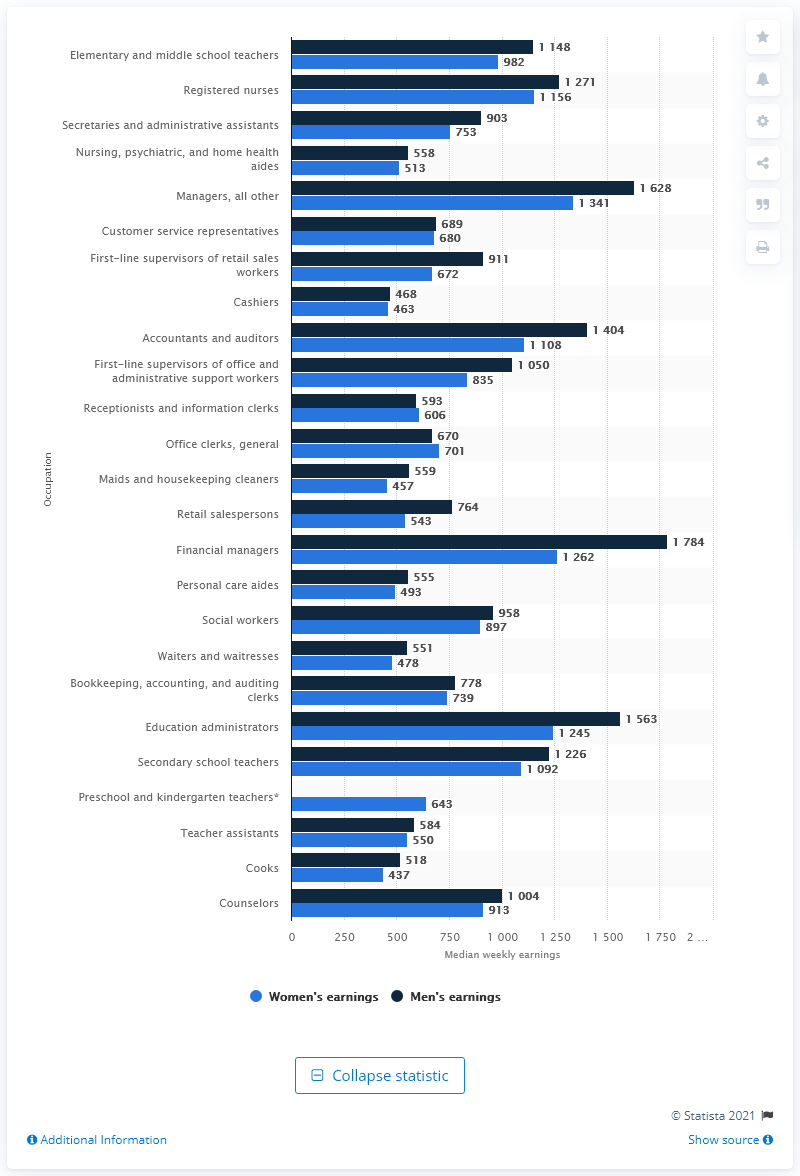 Elementary and middle school teachers
1 148
982
Registered nurses
1 271
1 156
Secretaries and administrative assistants
903
753
Nursing, psychiatric, and home health
aides
558
513
Managers, all other
1 628
1 341
Customer service representatives
689
680
First-line supervisors of retail sales
workers
911
672
Cashiers
468
463
Accountants and auditors
1 404
1 108
First-line supervisors of office and
administrative support workers
1 050
835
Receptionists and information clerks
593
606
Office clerks, general
670
701
Maids and housekeeping cleaners
559
457
Retail salespersons
764
543
Financial managers
1 784
1 262
Personal care aides
555
493
Social workers
958
897
Waiters and waitresses
551
478
Bookkeeping, accounting, and auditing
clerks
778
739
Education administrators
1 563
1 245
Secondary school teachers
1 226
1 092
Preschool and kindergarten teachers*
643
Teacher assistants
584
550
Cooks
518
437
Counselors
1 004
913
Occupation
0 250 500 750 1 000 1 250 1 500 1 750 2 ...
Median weekly earnings
Women's earnings Men's earnings
Collapse statistic
© Statista 2021
Additional Information Show source